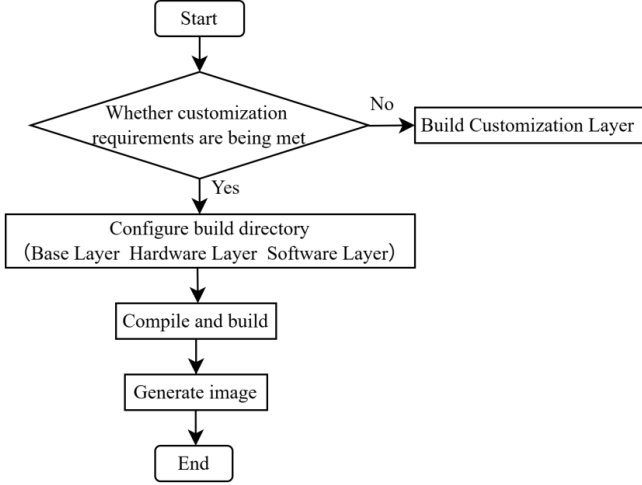 Start
Whether customization
requirements are being met
No
Build Customization Layer
Yes
Configure build directory
（Base Layer  Hardware Layer  Software Layer）
Compile and build
Generate image
End